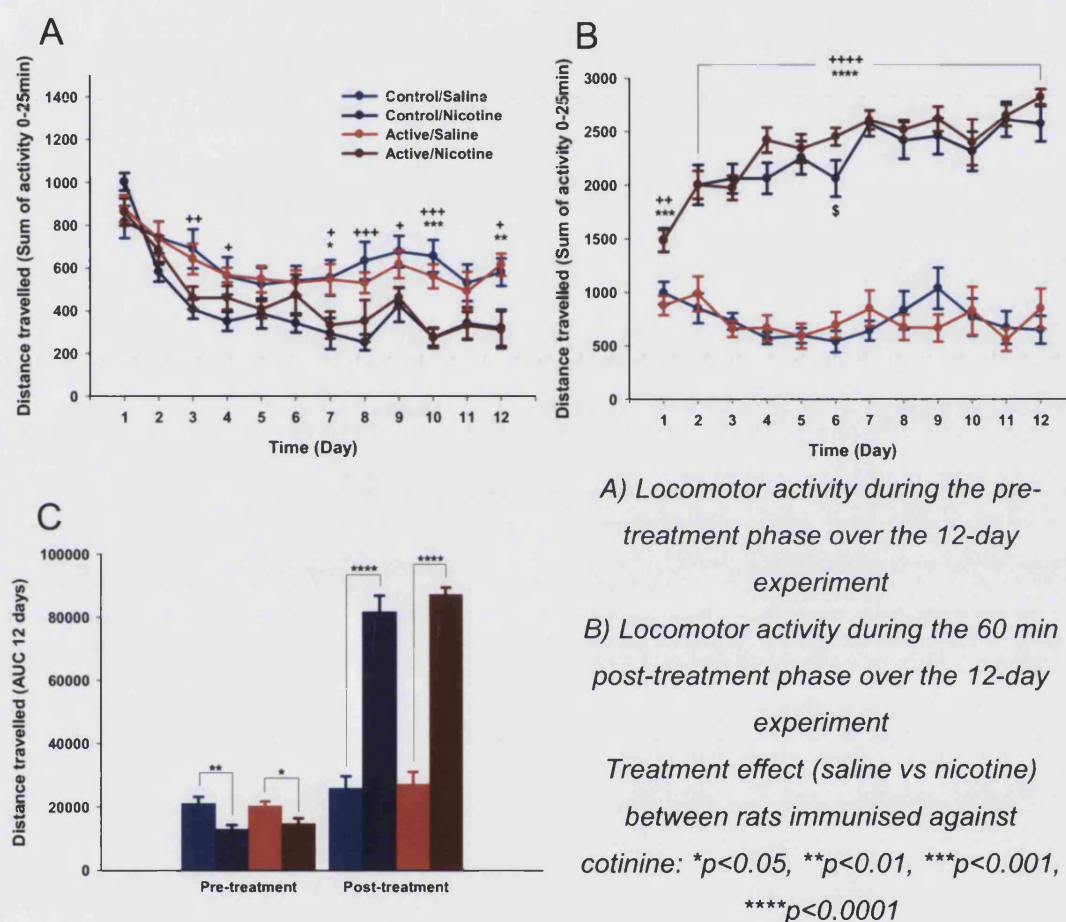 A
Distance travelled (Sum of activity 0-25min)
1400
1200
1000
800
600
400
200
0
Control/Saline
Control/Nicotine
Active/Saline
Active/Nicotine
++
+
+
*
+++
+
+++
***
+
**
1 2 3 4 5 6 7 8 9 10 11 12
Time (Day)
B
Distance travelled (Sum of activity 0-25min)
3000
2500
2000
1500
1000
500
0
++++
****
++
***
$
1 2 3 4 5 6 7 8 9 10 11 12
Time (Day)
C
Distance travelled (AUC 12 days)
100000
80000
60000
40000
20000
0
**
*
****
****
Pre-treatment Post-treatment
A) Locomotor activity during the pre-
treatment phase over the 12-day
experiment
B) Locomotor activity during the 60 min
post-treatment phase over the 12-day
experiment
Treatment effect (saline vs nicotine)
between rats immunised against
cotinine: *p<0.05, **p<0.01, ***p<0.001,
****p<0.0001